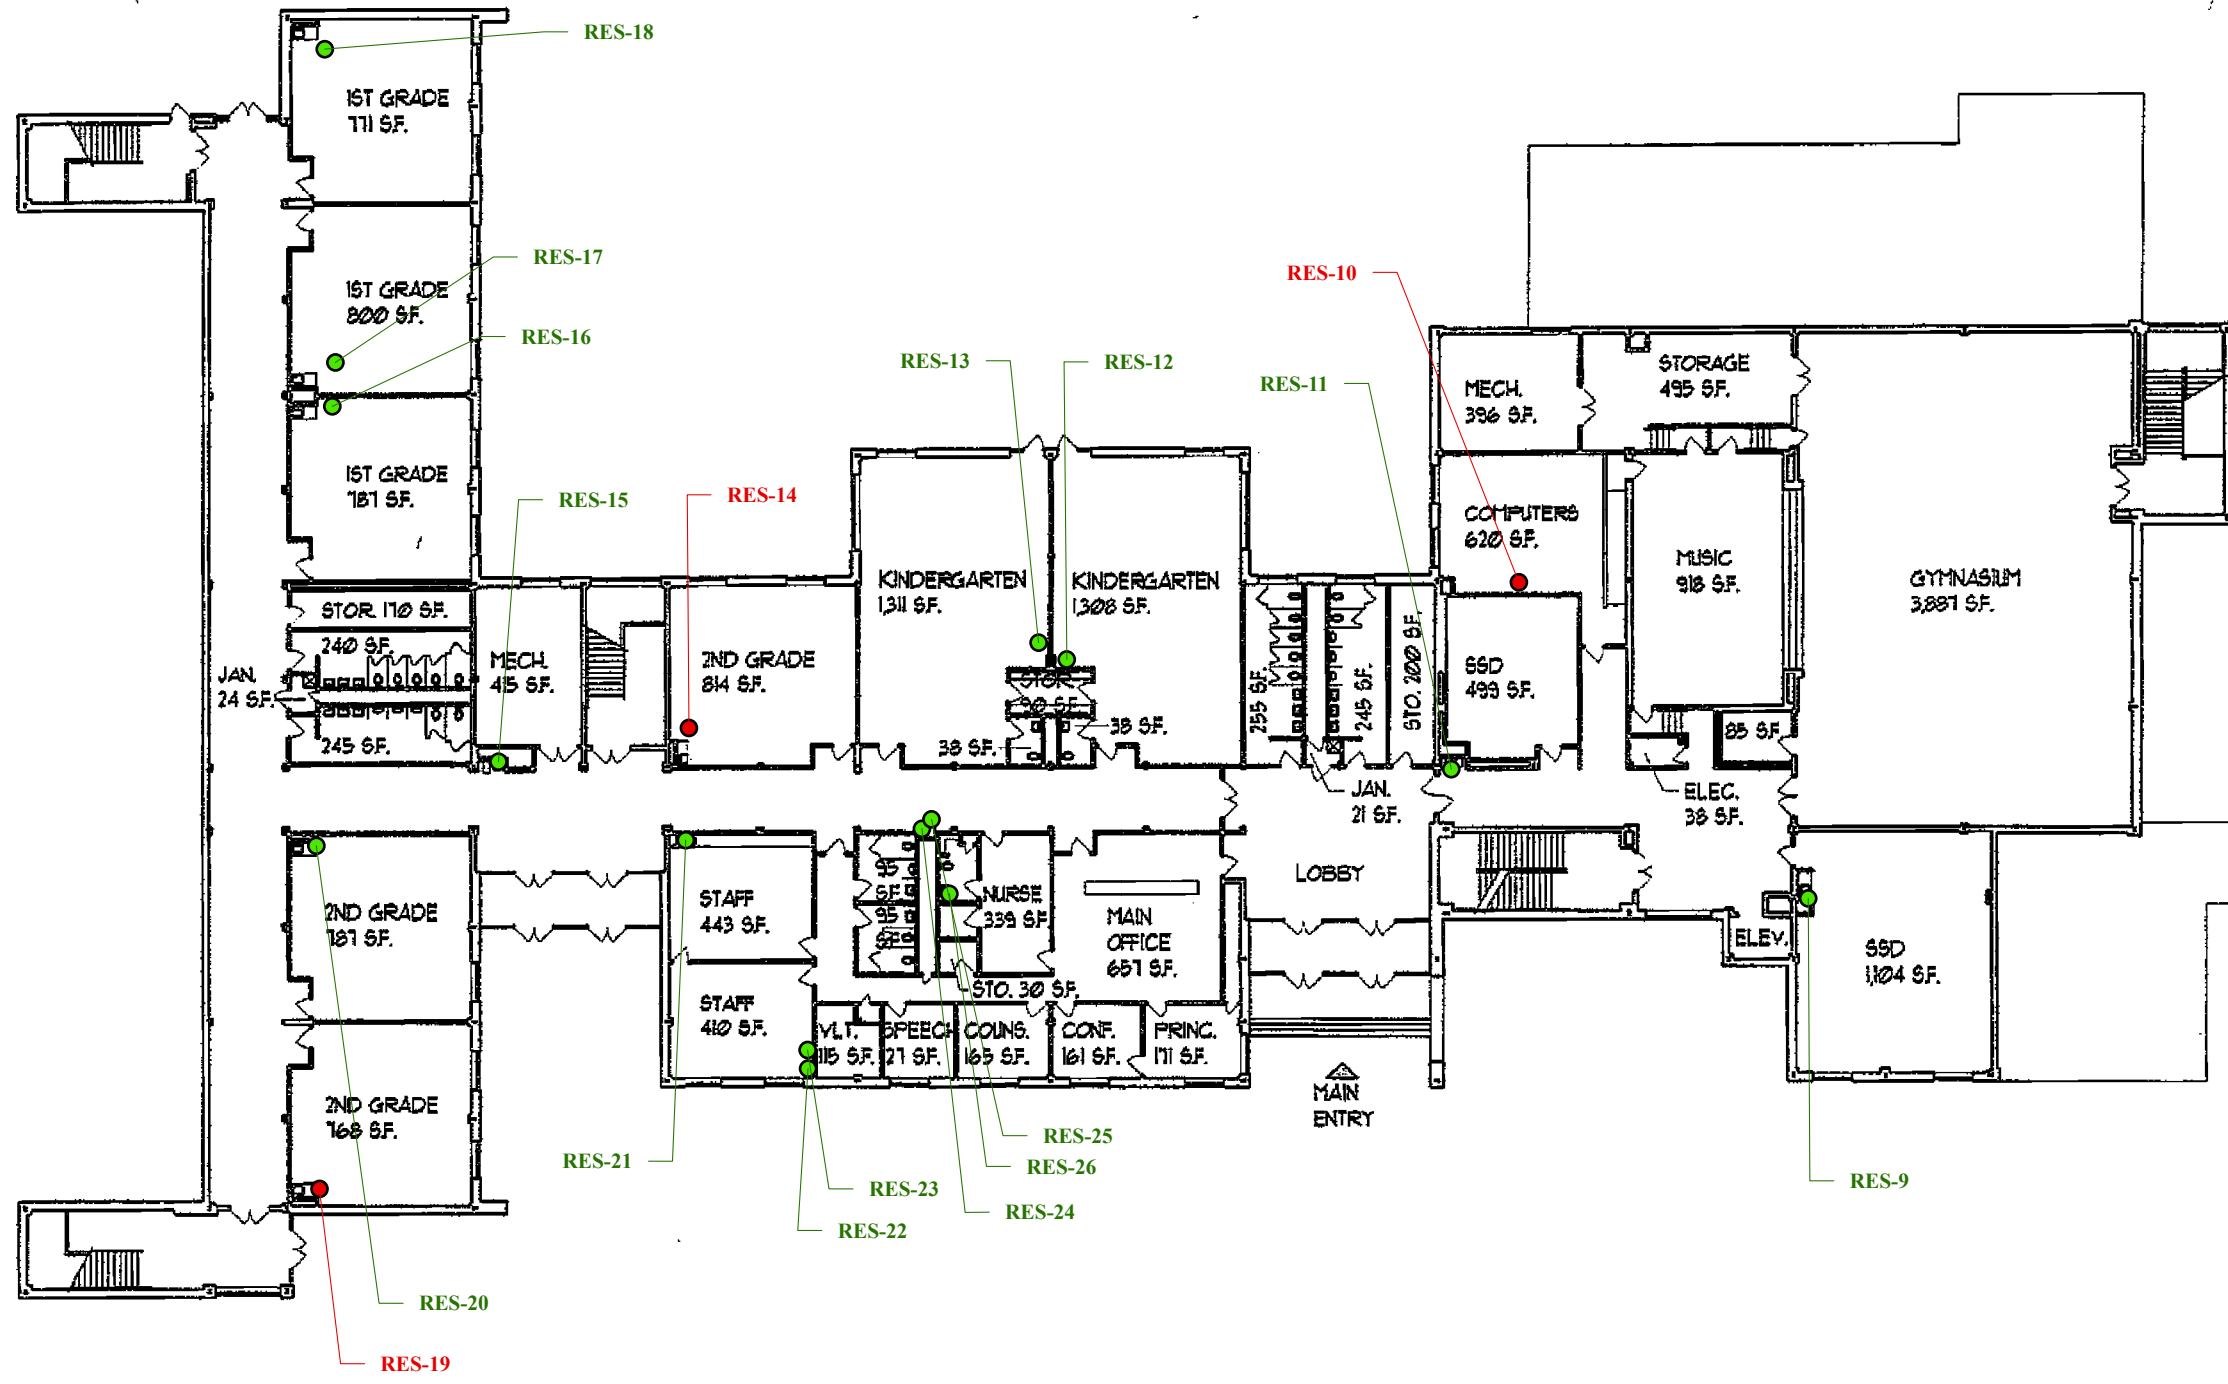 RES-18
1ST GRADE
771 S.F.
RES-17
1ST GRADE
800 S.F.
RES-16
1ST GRADE
787 S.F.
RES-15
RES-14
RES-13
RES-12
RES-10
RES-11
STORAGE
495 S.F.
MECH.
396 S.F.
COMPUTERS
620 S.F.
MUSIC
918 S.F.
GYMNASIUM
3,887 S.F.
KINDERGARTEN
1,311 S.F.
KINDERGARTEN
1,308 S.F.
STOR. 170 S.F.
240 S.F.
JAN.
24 S.F.
245 S.F.
MECH.
415 S.F.
2ND GRADE
814 S.F.
STOR.
90 S.F.
38 S.F.
38 S.F.
255 S.F.
245 S.F.
STO. 200 S.F.
SSD
499 S.F.
85 S.F.
JAN.
21 S.F.
ELEC.
38 S.F.
LOBBY
2ND GRADE
787 S.F.
STAFF
443 S.F.
95
S.F.
95
S.F.
NURSE
339 S.F.
MAIN
OFFICE
657 S.F.
ELEV.
SSD
1,104 S.F.
STO. 30 S.F.
STAFF
410 S.F.
VLT.
115 S.F.
SPEECH
S.F.
COUNS.
165 S.F.
CONF.
161 S.F.
PRINC.
171 S.F.
2ND GRADE
768 S.F.
MAIN
ENTRY
RES-21
RES-25
RES-26
RES-23
RES-24
RES-22
RES-9
RES-20
RES-19